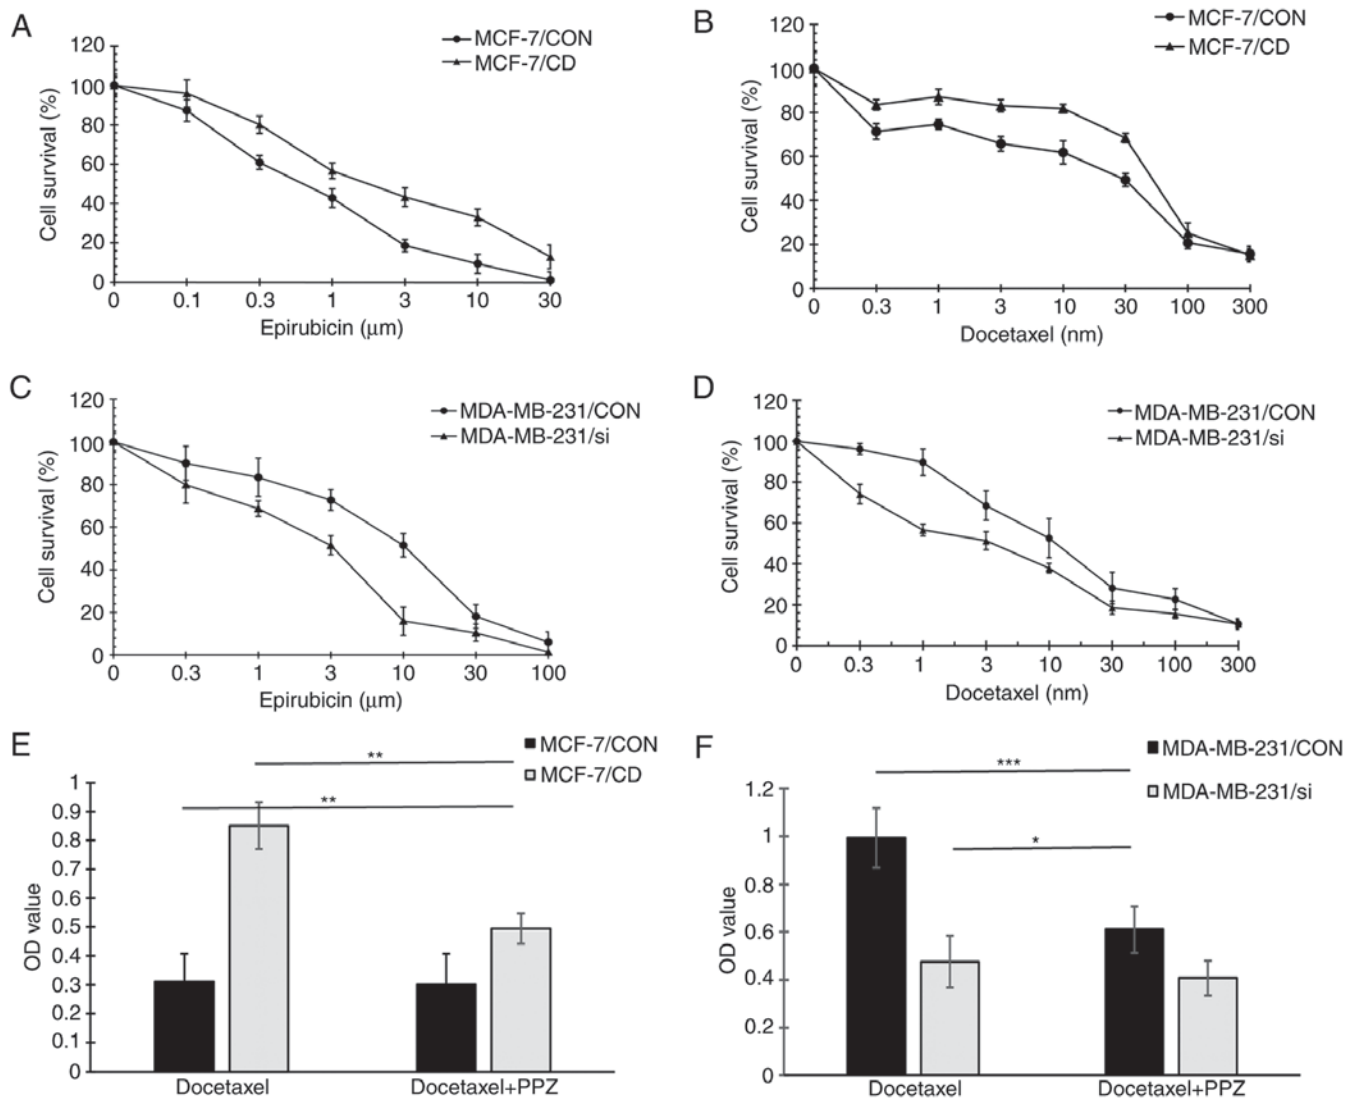 A
MCF-7/CON
MCF-7/CD
Cell survival (%)
120
100
80
60
40
20
0
0 0.1 0.3 1 3 10 30
Epirubicin (μm)
B
MCF-7/CON
MCF-7/CD
Cell survival (%)
120
100
80
60
40
20
0
0 0.3 1 3 10 30 100 300
Docetaxel (nm)
C
MDA-MB-231/CON
MDA-MB-231/si
Cell survival (%)
120
100
80
60
40
20
0
0 0.3 1 3 10 30 100
Epirubicin (μm)
D
MDA-MB-231/CON
MDA-MB-231/si
Cell survival (%)
120
100
80
60
40
20
0
0 0.3 1 3 10 30 100 300
Docetaxel (nm)
E
MCF-7/CON
MCF-7/CD
**
**
OD value
1
0.9
0.8
0.7
0.6
0.5
0.4
0.3
0.2
0.1
0
Docetaxel Docetaxel+PPZ
F
MDA-MB-231/CON
MDA-MB-231/si
***
*
OD value
1.2
1
0.8
0.6
0.4
0.2
0
Docetaxel Docetaxel+PPZ